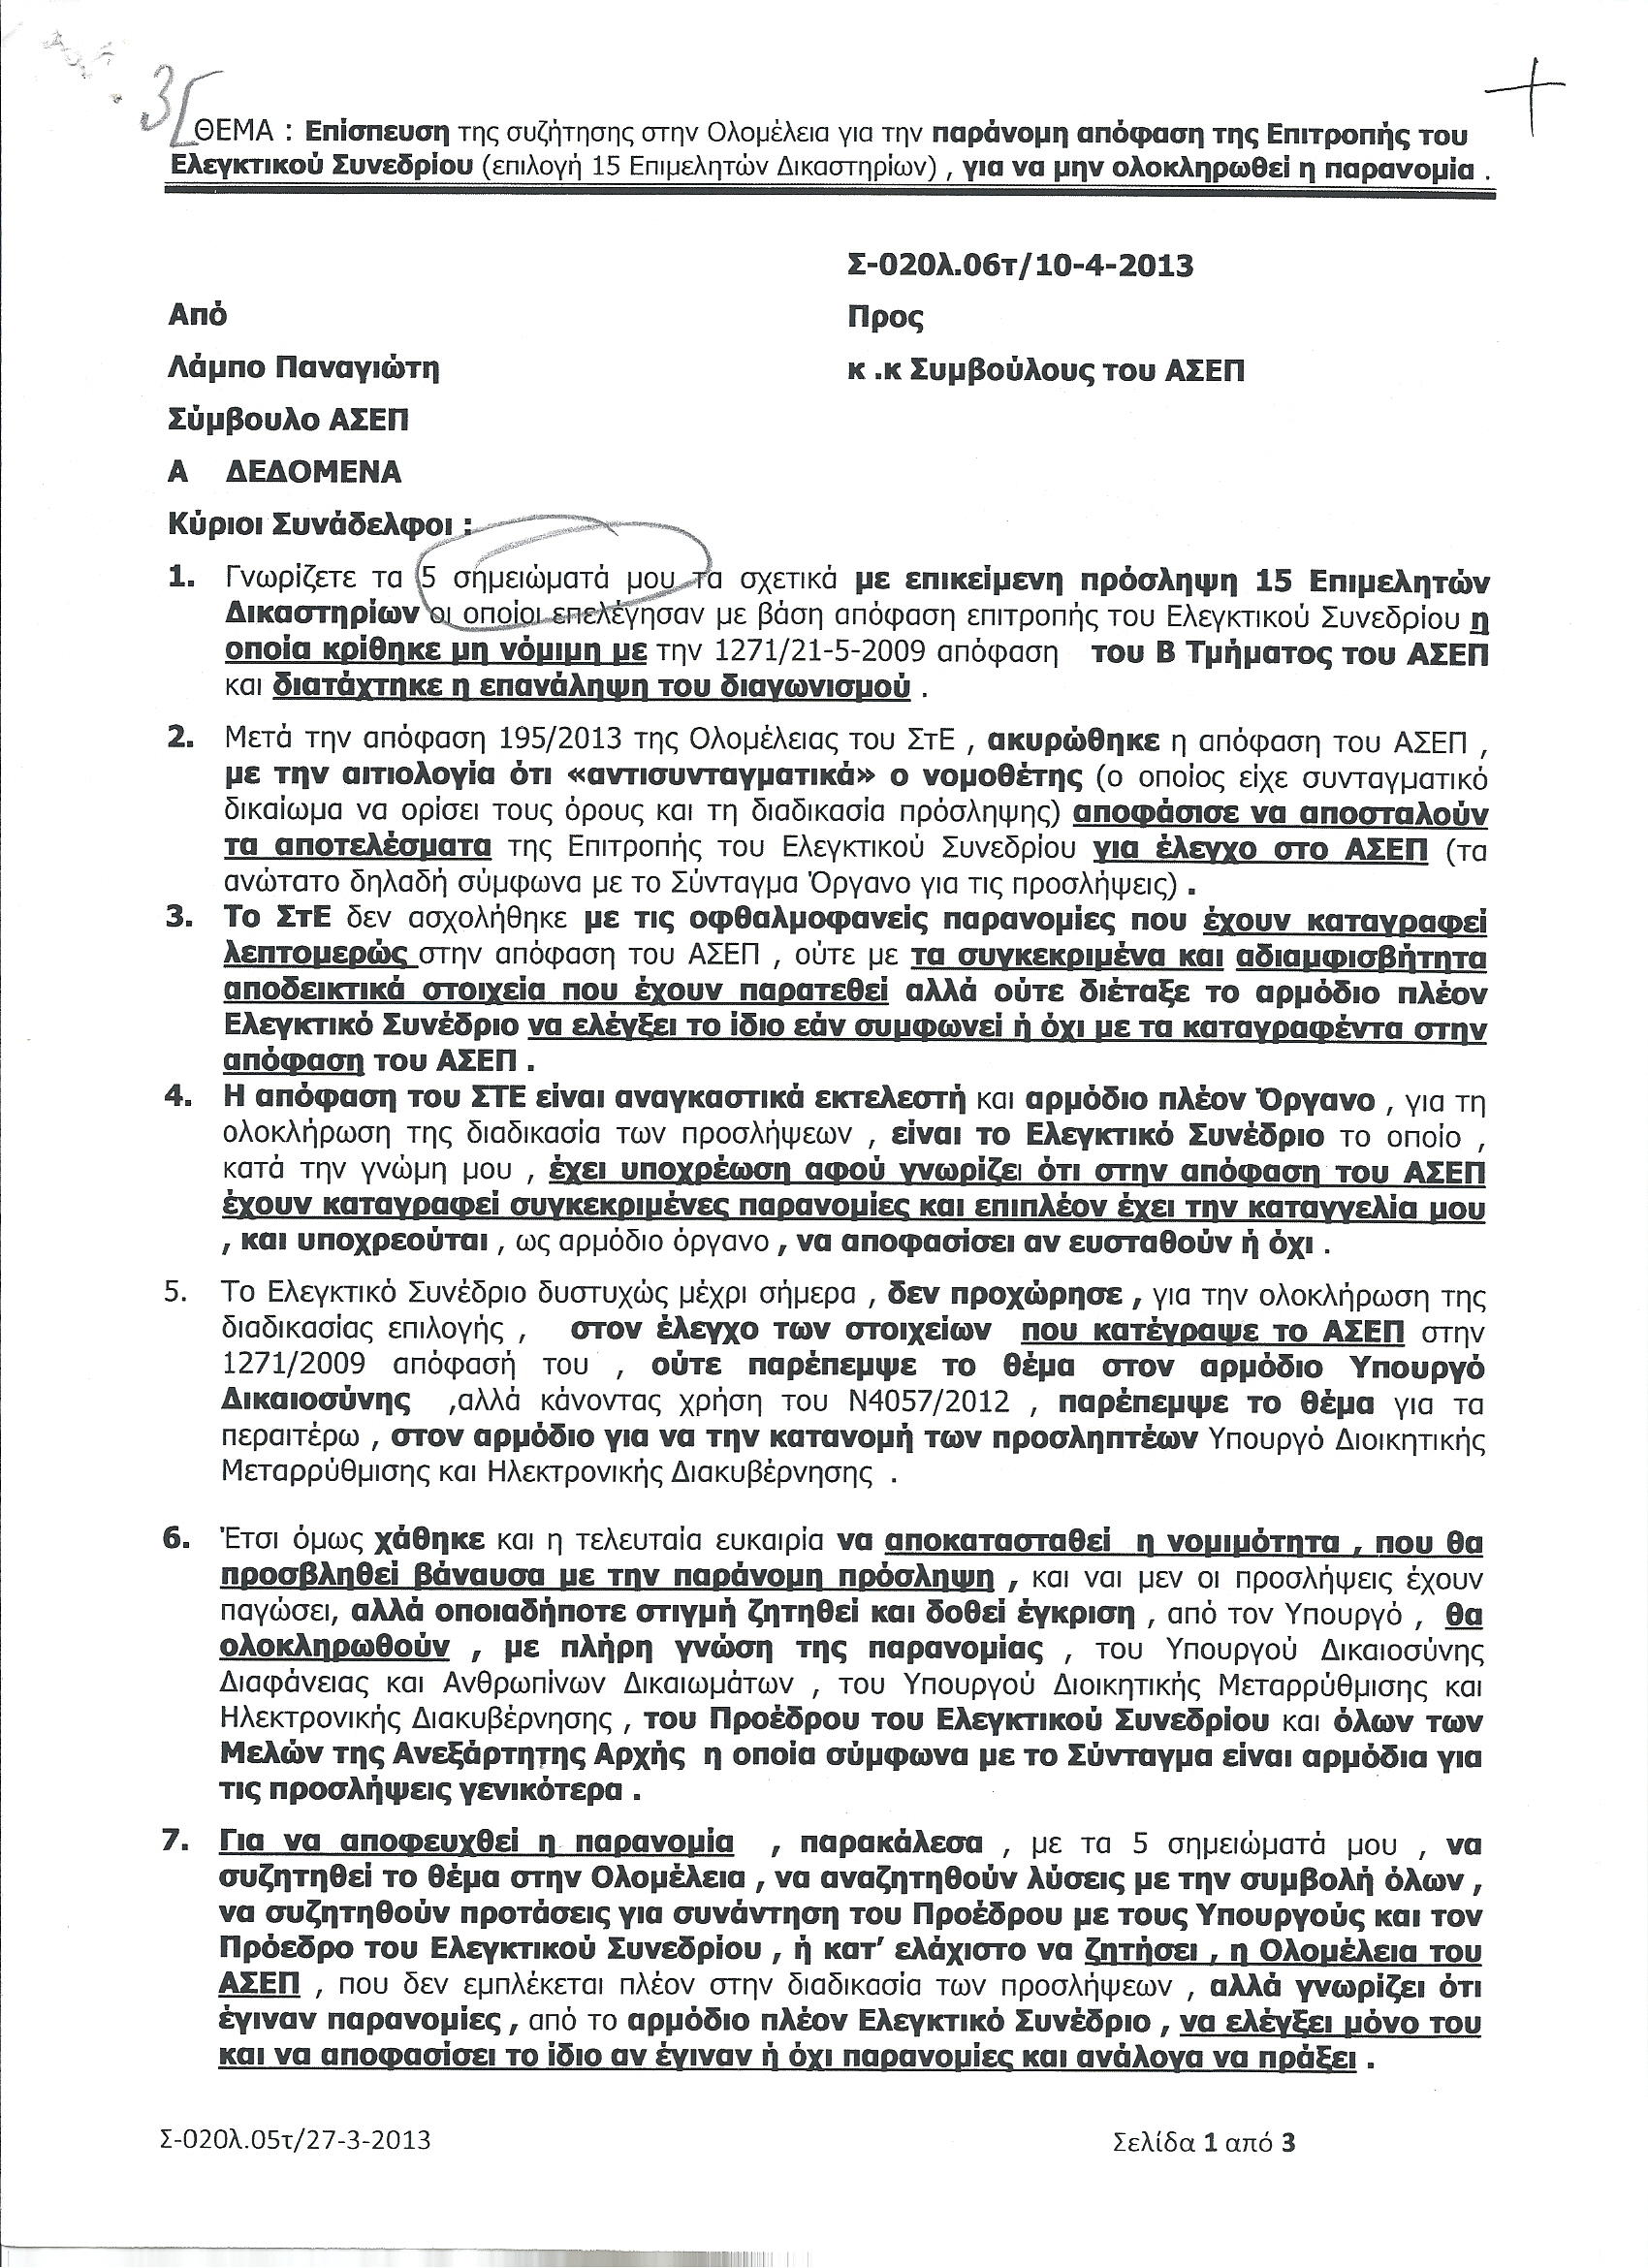 3
ΘΕΜΑ : Επίσπευση της συζήτησης στην Ολομέλεια για την παράνομη απόφαση της Επιτροπής του
Ελεγκτικού Συνεδρίου (επιλογή 15 Επιμελητών Δικαστηρίων) , για να μην ολοκληρωθεί η παρανομία .
Σ-02Ολ.06τ/10-4-2013
Από
Προς
Λάμπο Παναγιώτη
κ .κ Συμβούλους του ΑΣΕΠ
Σύμβουλο ΑΣΕΠ
Α ΔΕΔΟΜΕΝΑ
Κύριοι Συνάδελφοι :
1. Γνωρίζετε τα 5 σημειώματά μου τα σχετικά με επικείμενη πρόσληψη 15 Επιμελητών
Δικαστηρίων οι οποίοι επελέγησαν με βάση απόφαση επιτροπής του Ελεγκτικού Συνεδρίου η
οποία κρίθηκε μη νόμιμη με την 1271/21-5-2009 απόφαση του Β Τμήματος του ΑΣΕΠ
και διατάχτηκε η επανάληψη του διαγωνισμού .
2. Μετά την απόφαση 195/2013 της Ολομέλειας του ΣτΕ , ακυρώθηκε η απόφαση του ΑΣΕΠ ,
με την αιτιολογία ότι «αντισυνταγματικά» ο νομοθέτης (ο οποίος είχε συνταγματικό
δικαίωμα να ορίσει τους όρους και τη διαδικασία πρόσληψης) αποφάσισε να αποσταλούν
τα αποτελέσματα της Επιτροπής του Ελεγκτικού Συνεδρίου για έλεγχο στο ΑΣΕΠ (τα
ανώτατο δηλαδή σύμφωνα με το Σύνταγμα Όργανο για τις προσλήψεις) .
3. Το ΣτΕ δεν ασχολήθηκε με τις οφθαλμοφανείς παρανομίες που έχουν καταγραφεί
λεπτομερώς στην απόφαση του ΑΣΕΠ , ούτε με τα συγκεκριμένα και αδιαμφισβήτητα
αποδεικτικά στοιχεία που έχουν παρατεθεί αλλά ούτε διέταξε το αρμόδιο πλέον
Ελεγκτικό Συνέδριο να ελέγξει το ίδιο εάν συμφωνεί ή όχι με τα καταγραφέντα στην
απόφαση του ΑΣΕΠ .
4. Η απόφαση του ΣΤΕ είναι αναγκαστικά εκτελεστή και αρμόδιο πλέον Όργανο , για τη
ολοκλήρωση της διαδικασία των προσλήψεων , είναι το Ελεγκτικό Συνέδριο το οποίο ,
κατά την γνώμη μου , έχει υποχρέωση αφού γνωρίζει ότι στην απόφαση του ΑΣΕΠ
έχουν καταγραφεί συγκεκριμένες παρανομίες και επιπλέον έχει την καταγγελία μου
, και υποχρεούται , ως αρμόδιο όργανο , να αποφασίσει αν ευσταθούν ή όχι .
5. Το Ελεγκτικό Συνέδριο δυστυχώς μέχρι σήμερα , δεν προχώρησε , για την ολοκλήρωση της
διαδικασίας επιλογής , στον έλεγχο των στοιχείων που κατέγραψε το ΑΣΕΠ στην
1271/2009 απόφασή του , ούτε παρέπεμψε το θέμα στον αρμόδιο Υπουργό
Δικαιοσύνης ,αλλά κάνοντας χρήση του Ν4057/2012 , παρέπεμψε το θέμα για τα
περαιτέρω , στον αρμόδιο για να την κατανομή των προσληπτέων Υπουργό Διοικητικής
Μεταρρύθμισης και Ηλεκτρονικής Διακυβέρνησης .
6. Έτσι όμως χάθηκε και η τελευταία ευκαιρία να αποκατασταθεί η νομιμότητα , που θα
προσβληθεί βάναυσα με την παράνομη πρόσληψη , και ναι μεν οι προσλήψεις έχουν
παγώσει, αλλά οποιαδήποτε στιγμή ζητηθεί και δοθεί έγκριση , από τον Υπουργό , θα
ολοκληρωθούν , με πλήρη γνώση της παρανομίας , του Υπουργού Δικαιοσύνης
Διαφάνειας και Ανθρωπίνων Δικαιωμάτων , του Υπουργού Διοικητικής Μεταρρύθμισης και
Ηλεκτρονικής Διακυβέρνησης , του Προέδρου του Ελεγκτικού Συνεδρίου και όλων των
Μελών της Ανεξάρτητης Αρχής η οποία σύμφωνα με το Σύνταγμα είναι αρμόδια για
τις προσλήψεις γενικότερα .
7. Για να αποφευχθεί η παρανομία , παρακάλεσα , με τα 5 σημειώματά μου , να
συζητηθεί το θέμα στην Ολομέλεια , να αναζητηθούν λύσεις με την συμβολή όλων ,
να συζητηθούν προτάσεις για συνάντηση του Προέδρου με τους Υπουργούς και τον
Πρόεδρο του Ελεγκτικού Συνεδρίου , ή κατ’ ελάχιστο να ζητήσει , η Ολομέλεια του
ΑΣΕΠ , που δεν εμπλέκεται πλέον στην διαδικασία των προσλήψεων , αλλά γνωρίζει ότι
έγιναν παρανομίες , από το αρμόδιο πλέον Ελεγκτικό Συνέδριο , να ελέγξει μόνο του
και να αποφασίσει το ίδιο αν έγιναν ή όχι παρανομίες και ανάλογα να πράξει .
Σ-02Ολ.05τ/27-3-2013
Σελίδα 1 από 3